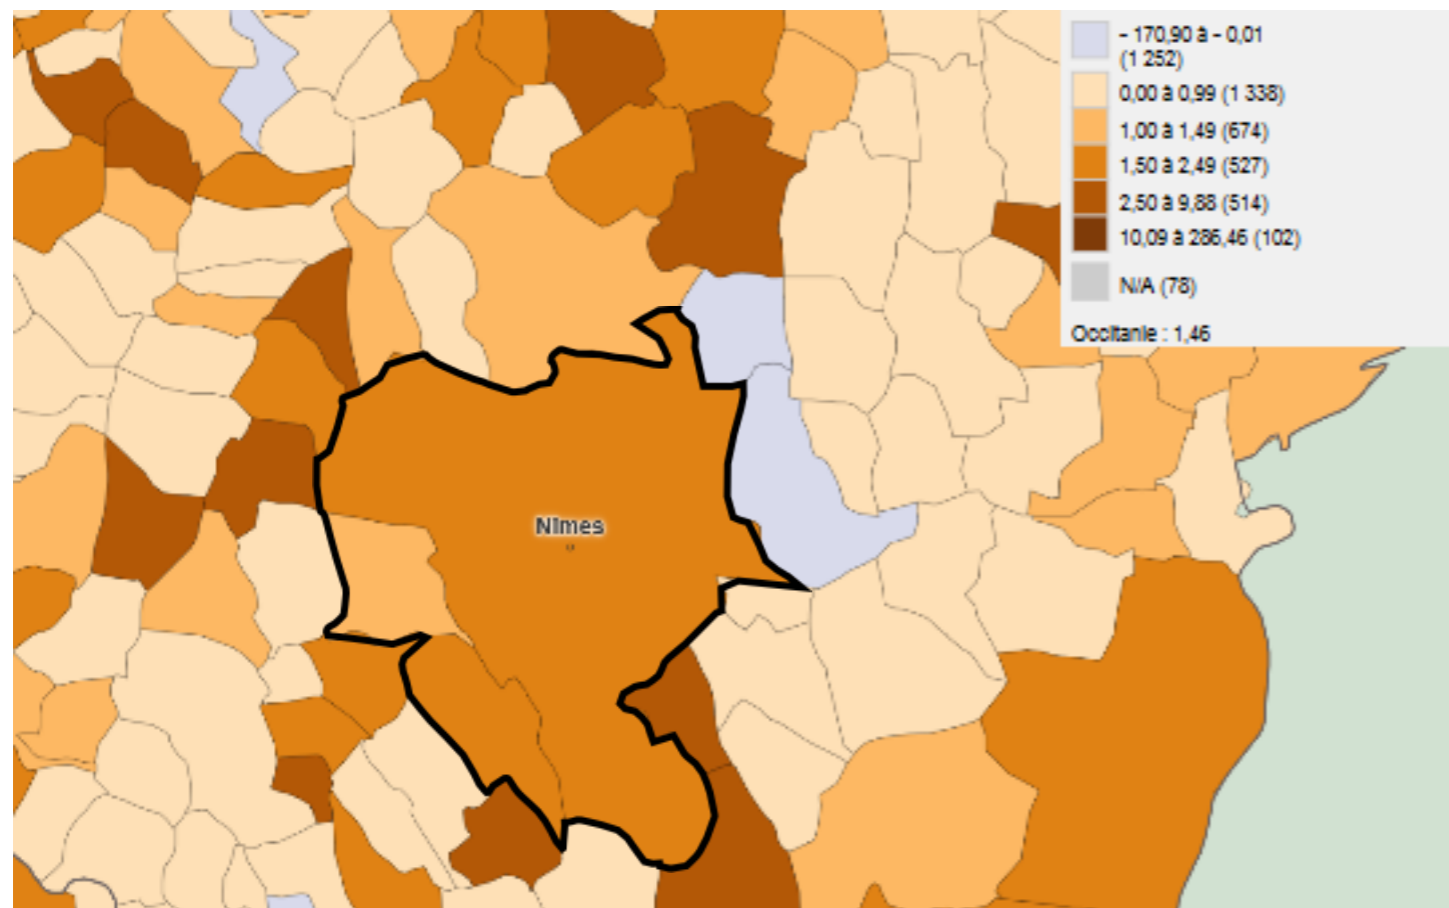 - 170,90 à - 0,01
(1 252)
0,00 à 0,99 (1 338)
1,00 à 1,49 (674)
1,50 à 2,49 (527)
2,50 à 9,88 (514)
10,09 à 286,46 (102)
N/A (78)
Occitanie : 1,46
Nîmes